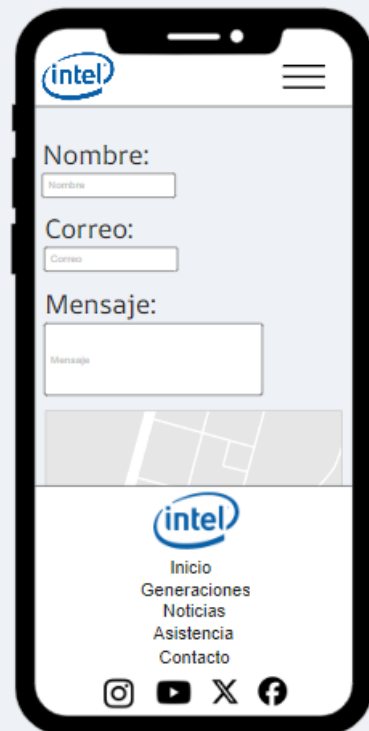 intel
Nombre:
Nombre
Correo:
Correo
Mensaje:
Mensaje
intel
Inicio
Generaciones
Noticias
Asistencia
Contacto